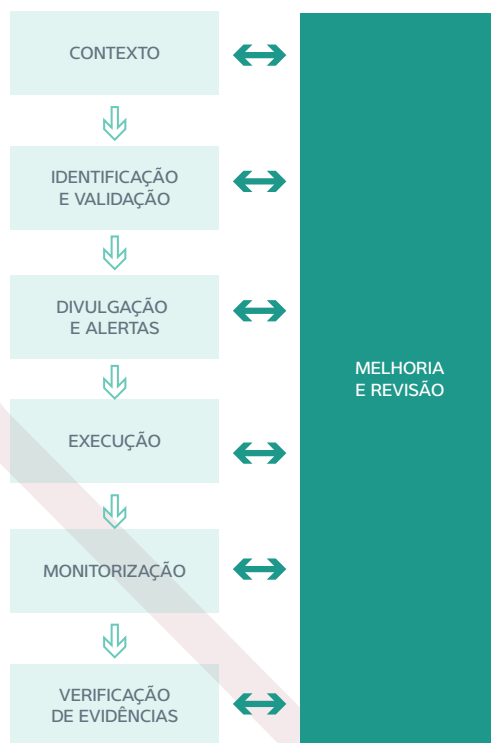 CONTEXTO
IDENTIFICAÇÃO
E VALIDAÇÃO
DIVULGAÇÃO
E ALERTAS
MELHORIA
E REVISÃO
EXECUÇÃO
MONITORIZAÇÃO
VERIFICAÇÃO
DE EVIDÊNCIAS